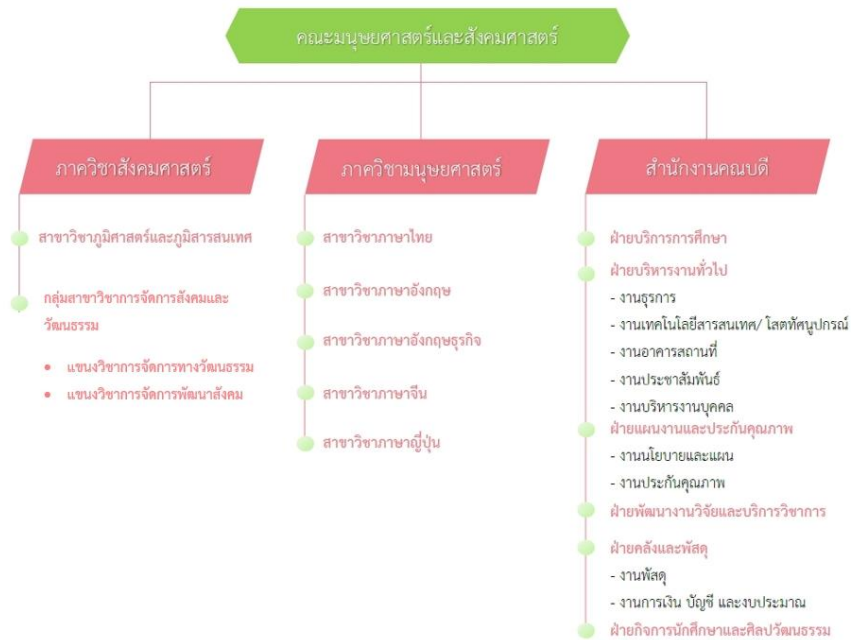 คณะมนุษยศาสตร์และสังคมศาสตร์
ภาควิชาสังคมศาสตร์
สาขาวิชาภูมิศาสตร์และภูมิสารสนเทศ
กลุ่มสาขาวิชาการจัดการสังคมและ
วัฒนธรรม
• แขนงวิชาการจัดการทางวัฒนธรรม
• แขนงวิชาการจัดการพัฒนาสังคม
ภาควิชามนุษยศาสตร์
สาขาวิชาภาษาไทย
สาขาวิชาภาษาอังกฤษ
สาขาวิชาภาษาอังกฤษธุรกิจ
สาขาวิชาภาษาจีน
สาขาวิชาภาษาญี่ปุ่น
สำนักงานคณบดี
ฝ่ายบริการการศึกษา
ฝ่ายบริหารงานทั่วไป
- งานธุรการ
- งานเทคโนโลยีสารสนเทศ/ โสตทัศนูปกรณ์
- งานอาคารสถานที่
- งานประชาสัมพันธ์
- งานบริหารงานบุคคล
ฝ่ายแผนงานและประกันคุณภาพ
- งานนโยบายและแผน
- งานประกันคุณภาพ
ฝ่ายพัฒนางานวิจัยและบริการวิชาการ
ฝ่ายคลังและพัสดุ
- งานพัสดุ
- งานการเงิน บัญชี และงบประมาณ
ฝ่ายกิจการนักศึกษาและศิลปวัฒนธรรม